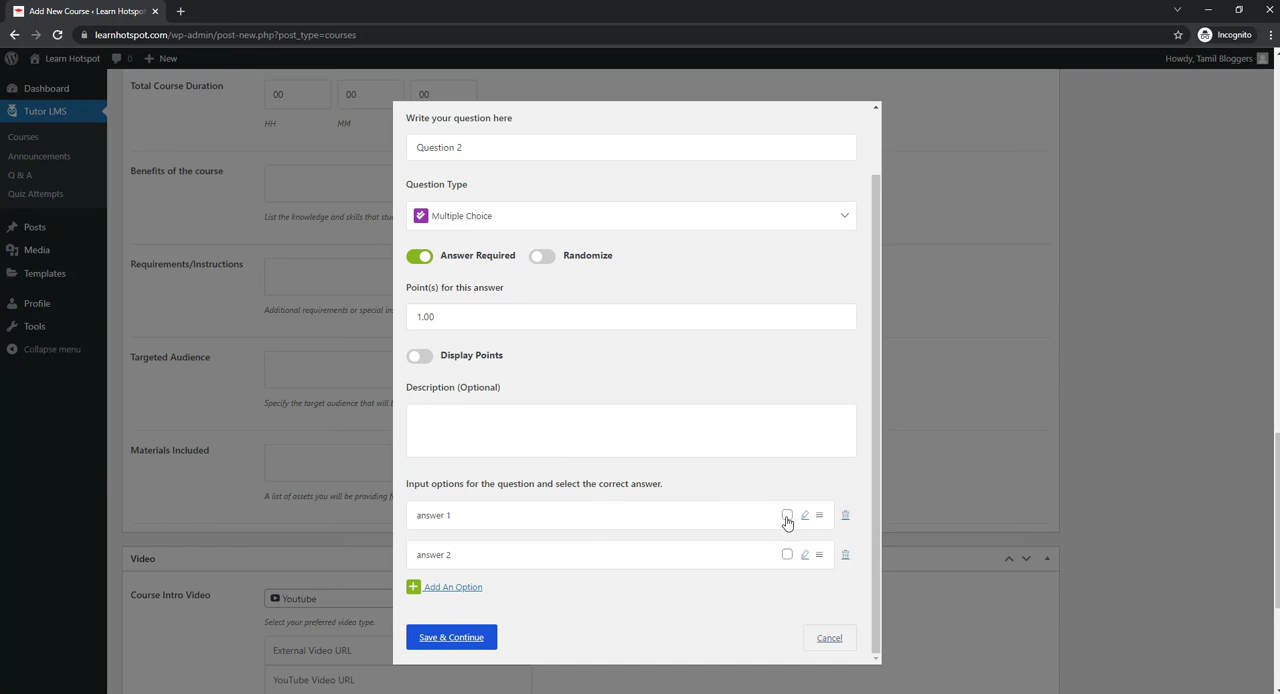 Add New Course ‹ Learn Hotspot
Incognito
learnhotspot.com/wp-admin/post-new.php?post_type=courses
Learn Hotspot
0
New
Howdy, Tamil Bloggers
Dashboard
Tutor LMS
Courses
Announcements
Q & A
Quiz Attempts
Posts
Media
Templates
Profile
Tools
Collapse menu
Total Course Duration
00
00
00
HH
MM
Benefits of the course
List the knowledge and skills that
Requirements/Instructions
Additional requirements or special
Targeted Audience
Specify the target audience that will
Materials Included
A list of assets you will be providing
Video
Course Intro Video
Youtube
Select your preferred video type.
External Video URL
YouTube Video URL
Write your question here
Question 2
Question Type
Multiple Choice
Answer Required
Randomize
Point(s) for this answer
1.00
Display Points
Description (Optional)
Input options for the question and select the correct answer.
answer 1
answer 2
Add An Option
Save & Continue
Cancel